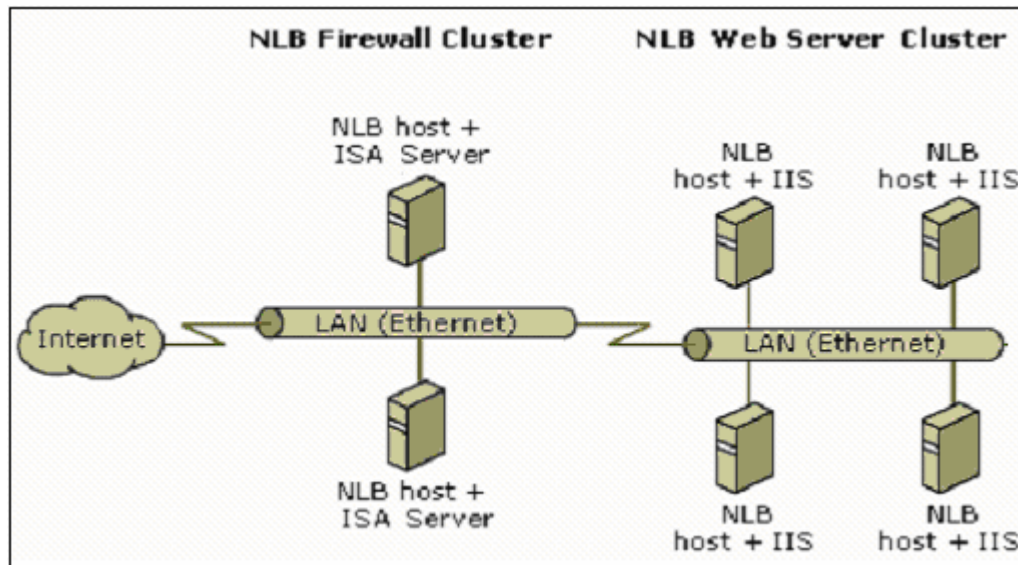 NLB Firewall Cluster
NLB Web Server Cluster
NLB host +
ISA Server
NLB
host + IIS
NLB
host + IIS
Internet
LAN (Ethernet)
LAN (Ethernet)
NLB host +
ISA Server
NLB
host + IIS
NLB
host + IIS